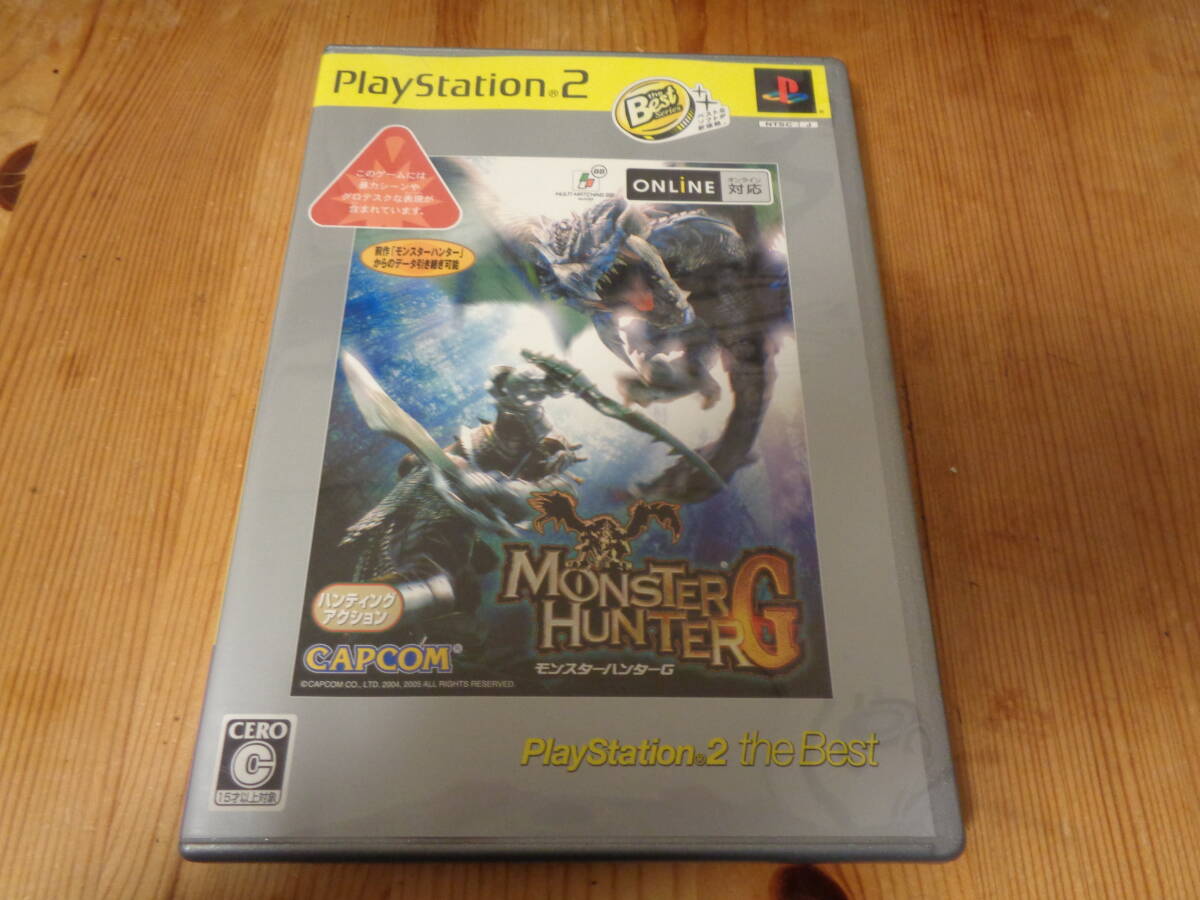 PlayStation®2
the
Best
Series
NTSC J
このゲームには
暴力シーンや
グロテスクな表現が
含まれています。
BB
MULTI MATCHING BB
ONLiNE
オンライン
対応
前作「モンスターハンター」
からのデータ引き継ぎ可能
MONSTER
HUNTER G
モンスターハンターG
ハンティング
アクション
CAPCOM®
©CAPCOM CO., LTD. 2004, 2005 ALL RIGHTS RESERVED.
CERO
C
15才以上対象
PlayStation®2 the Best